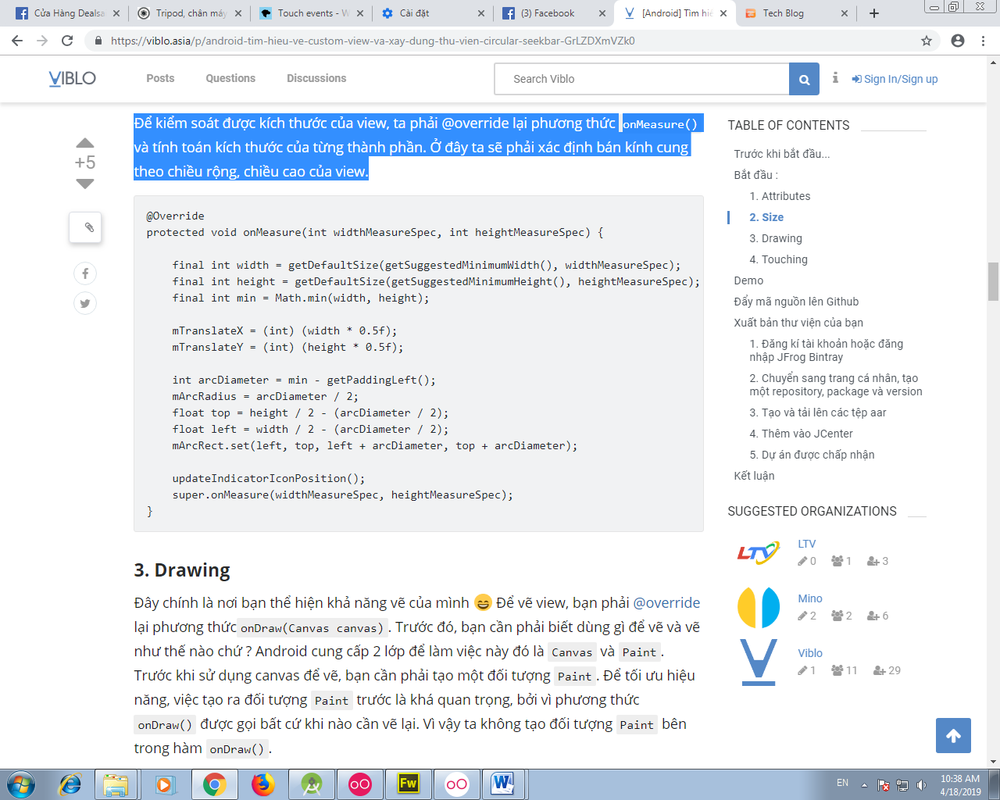 Cửa Hàng Dealsa
Tripod, chân máy
Touch events - W
Cài đặt
(3) Facebook
[Android] Tìm hiể
Tech Blog
https://viblo.asia/p/android-tim-hieu-ve-custom-view-va-xay-dung-thu-vien-circular-seekbar-GrLZDXmVZk0
VIBLO
Posts
Questions
Discussions
Search Viblo
Sign In/Sign up
+5
Để kiểm soát được kích thước của view, ta phải @override lại phương thức onMeasure()
và tính toán kích thước của từng thành phần. Ở đây ta sẽ phải xác định bán kính cung
theo chiều rộng, chiều cao của view.
@Override
protected void onMeasure(int widthMeasureSpec, int heightMeasureSpec) {
final int width = getDefaultSize(getSuggestedMinimumWidth(), widthMeasureSpec);
final int height = getDefaultSize(getSuggestedMinimumHeight(), heightMeasureSpec);
final int min = Math.min(width, height);
mTranslateX = (int) (width * 0.5f);
mTranslateY = (int) (height * 0.5f);
int arcDiameter = min - getPaddingLeft();
mArcRadius = arcDiameter / 2;
float top = height / 2 - (arcDiameter / 2);
float left = width / 2 - (arcDiameter / 2);
mArcRect.set(left, top, left + arcDiameter, top + arcDiameter);
updateIndicatorIconPosition();
super.onMeasure(widthMeasureSpec, heightMeasureSpec);
}
3. Drawing
Đây chính là nơi bạn thể hiện khả năng vẽ của mình 😄 Để vẽ view, bạn phải @override
lại phương thức onDraw(Canvas canvas). Trước đó, bạn cần phải biết dùng gì để vẽ và vẽ
như thế nào chứ ? Android cung cấp 2 lớp để làm việc này đó là Canvas và Paint.
Trước khi sử dụng canvas để vẽ, bạn cần phải tạo một đối tượng Paint. Để tối ưu hiệu
năng, việc tạo ra đối tượng Paint trước là khá quan trọng, bởi vì phương thức
onDraw() được gọi bất cứ khi nào cần vẽ lại. Vì vậy ta không tạo đối tượng Paint bên
trong hàm onDraw().
TABLE OF CONTENTS
Trước khi bắt đầu...
Bắt đầu :
1. Attributes
2. Size
3. Drawing
4. Touching
Demo
Đẩy mã nguồn lên Github
Xuất bản thư viện của bạn
1. Đăng kí tài khoản hoặc đăng
nhập JFrog Bintray
2. Chuyển sang trang cá nhân, tạo
một repository, package và version
3. Tạo và tải lên các tệp aar
4. Thêm vào JCenter
5. Dự án được chấp nhận
Kết luận
SUGGESTED ORGANIZATIONS
LTV
LTV
0 1 3
Mino
2 2 6
Viblo
1 11 29
Fw
EN
10:38 AM
4/18/2019